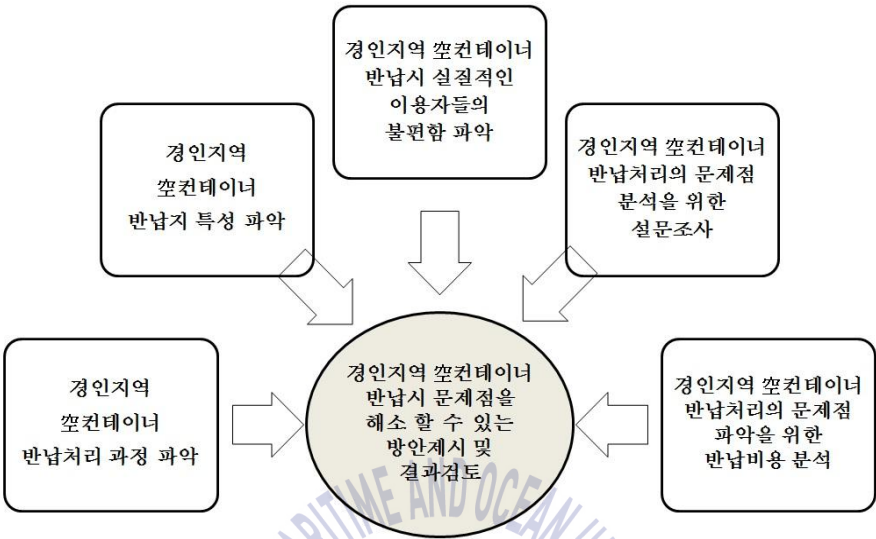 경인지역 空컨테이너
반납시 실질적인
이용자들의
불편함 파악
경인지역
空컨테이너
반납지 특성 파악
경인지역 空컨테이너
반납처리의 문제점
분석을 위한
설문조사
경인지역
空컨테이너
반납처리 과정 파악
경인지역 空컨테이너
반납시 문제점을
해소 할 수 있는
방안제시 및
결과검토
경인지역 空컨테이너
반납처리의 문제점
파악을 위한
반납비용 분석
TIME AND OCEAN